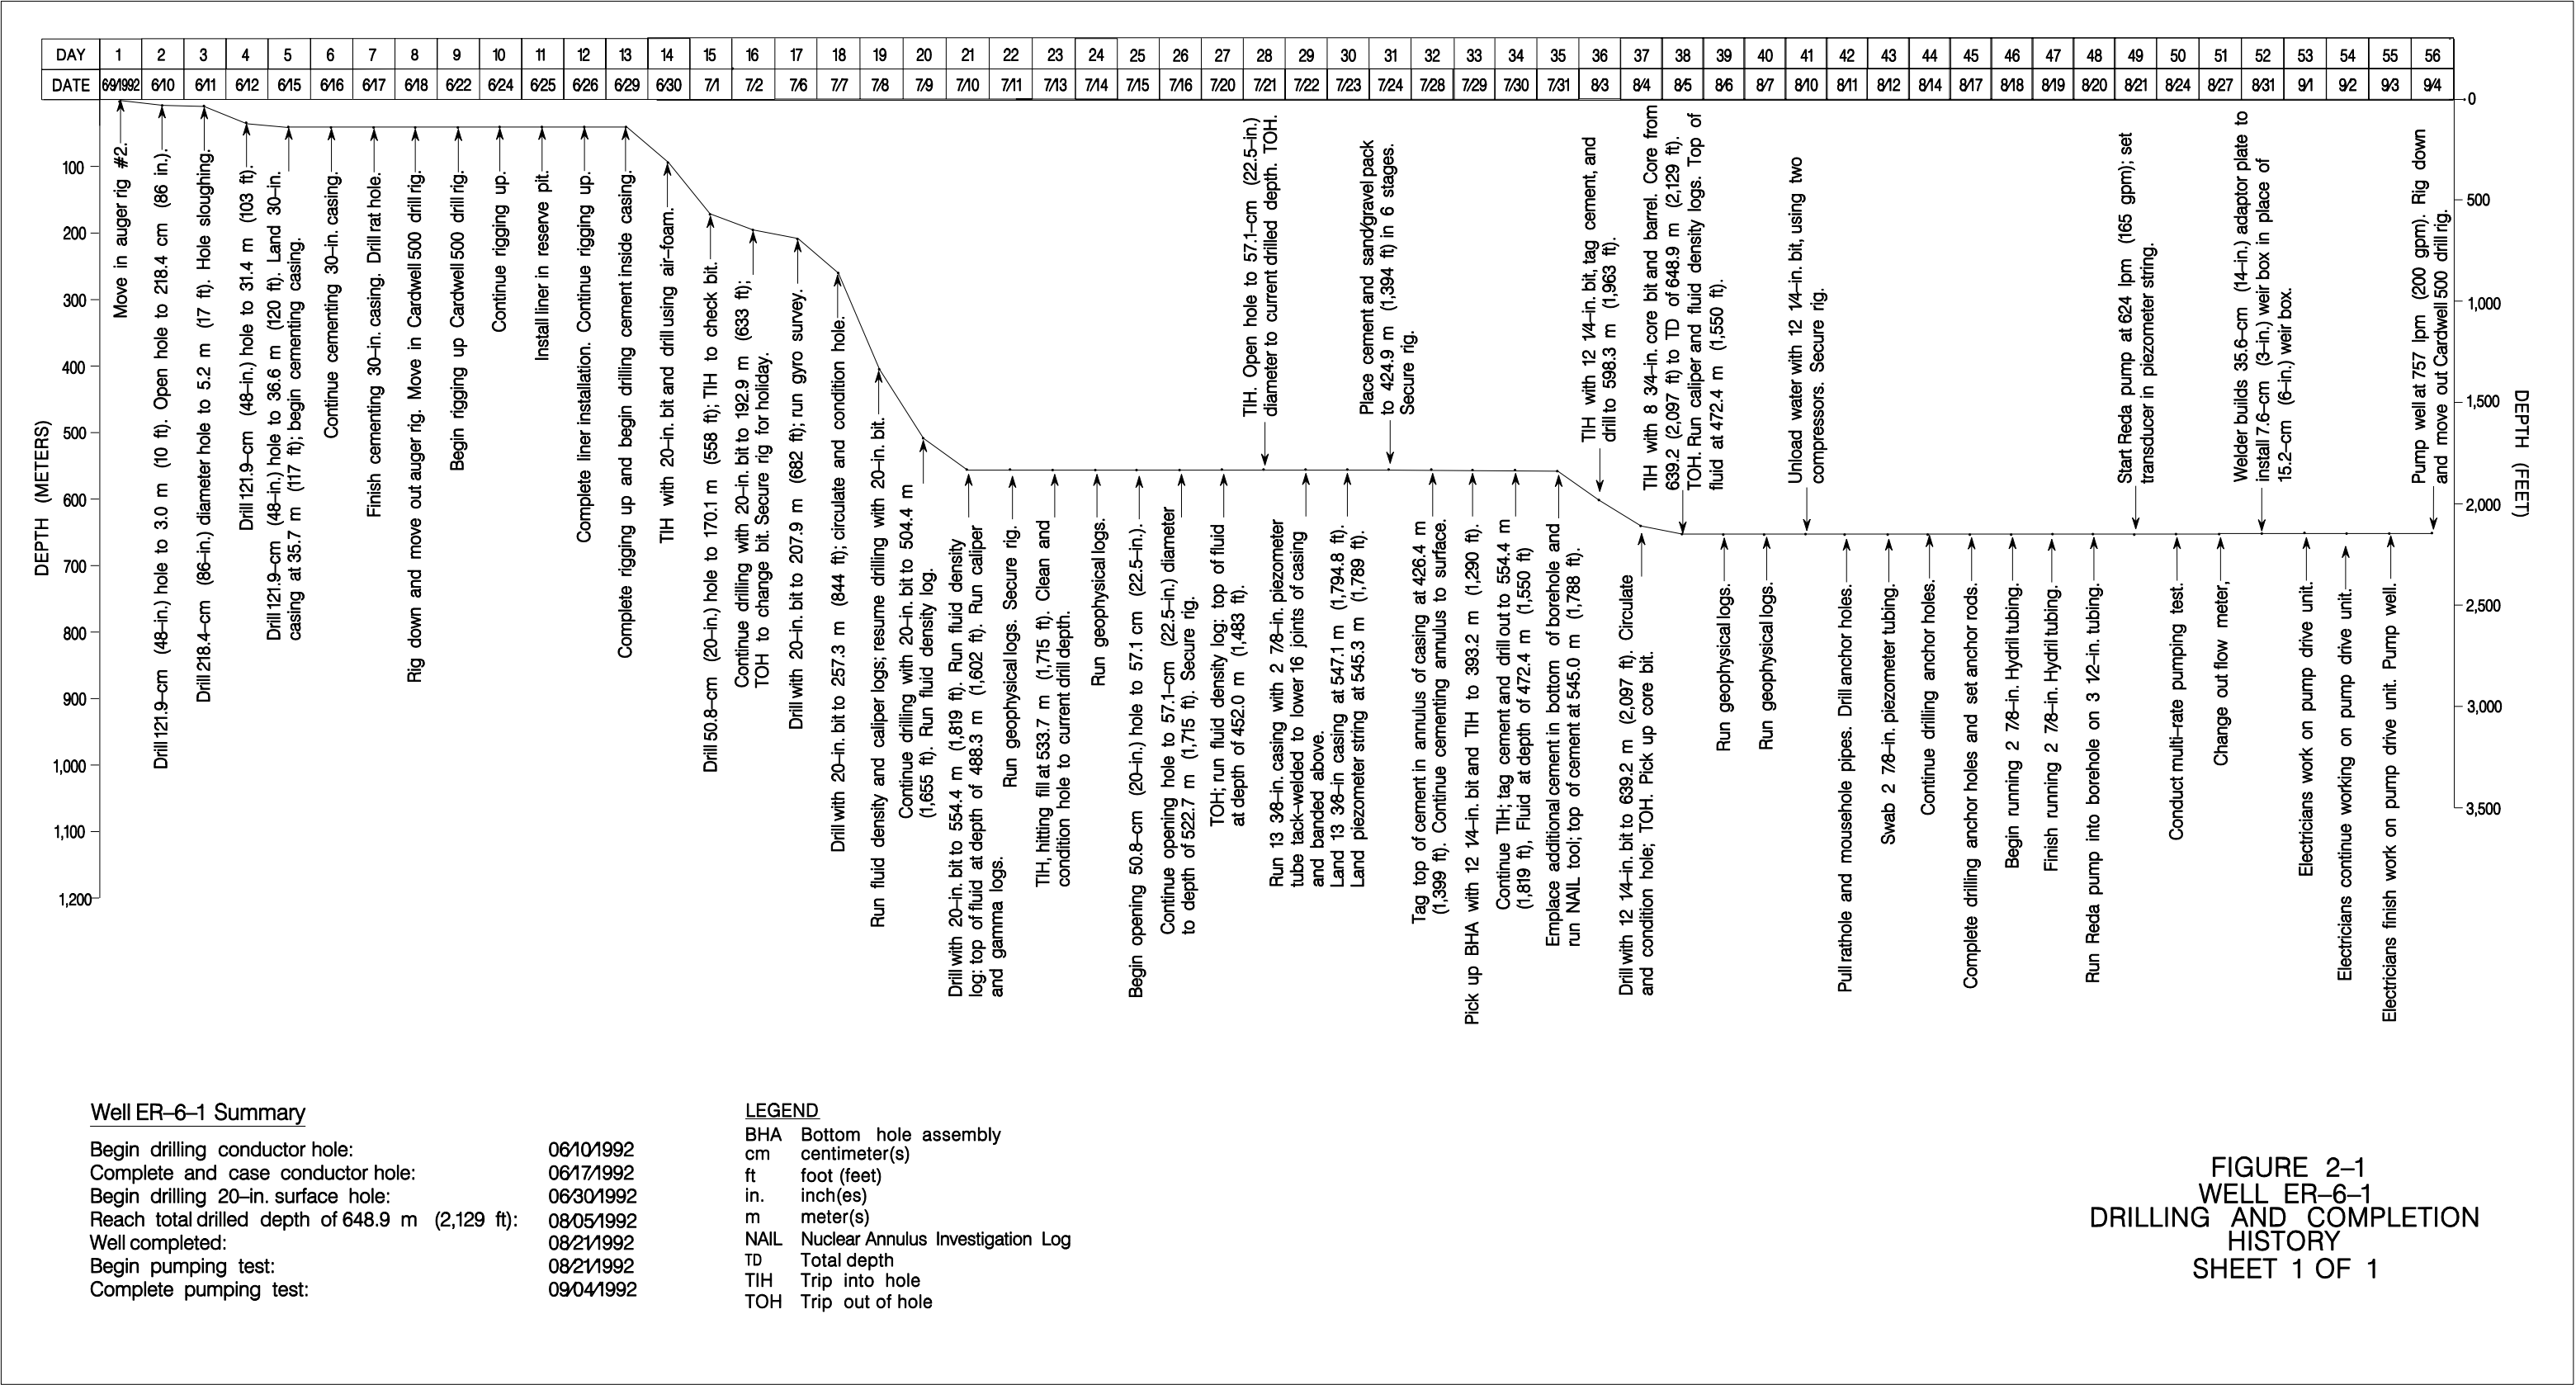 DAY 1 2 3 4 5 6 7 8 9 10 11 12 13 14 15 16 17 18 19 20 21 22 23 24 25 26 27 28 29 30 31 32 33 34 35 36 37 38 39 40 41 42 43 44 45 46 47 48 49 50 51 52 53 54 55 56
DATE 6/9/1992 6/10 6/11 6/12 6/15 6/16 6/17 6/18 6/22 6/24 6/25 6/26 6/29 6/30 7/1 7/2 7/6 7/7 7/8 7/9 7/10 7/11 7/13 7/14 7/15 7/16 7/20 7/21 7/22 7/23 7/24 7/28 7/29 7/30 7/31 8/3 8/4 8/5 8/6 8/7 8/10 8/11 8/12 8/14 8/17 8/18 8/19 8/20 8/21 8/24 8/27 8/31 9/1 9/2 9/3 9/4
DEPTH (METERS)
100
200
300
400
500
600
700
800
900
1,000
1,100
1,200
Move in auger rig #2.
Drill 121.9–cm (48–in.) hole to 3.0 m (10 ft). Open hole to 218.4 cm (86 in.).
Drill 218.4–cm (86–in.) diameter hole to 5.2 m (17 ft). Hole sloughing.
Drill 121.9–cm (48–in.) hole to 31.4 m (103 ft).
Drill 121.9–cm (48–in.) hole to 36.6 m (120 ft). Land 30–in.
casing at 35.7 m (117 ft); begin cementing casing.
Continue cementing 30–in. casing.
Finish cementing 30–in. casing. Drill rat hole.
Rig down and move out auger rig. Move in Cardwell 500 drill rig.
Begin rigging up Cardwell 500 drill rig.
Continue rigging up.
Install liner in reserve pit.
Complete liner installation. Continue rigging up.
Complete rigging up and begin drilling cement inside casing.
TIH with 20–in. bit and drill using air–foam.
Drill 50.8–cm (20–in.) hole to 170.1 m (558 ft); TIH to check bit.
Continue drilling with 20–in. bit to 192.9 m (633 ft);
TOH to change bit. Secure rig for holiday.
Drill with 20–in. bit to 207.9 m (682 ft); run gyro survey.
Drill with 20–in. bit to 257.3 m (844 ft); circulate and condition hole.
Run fluid density and caliper logs; resume drilling with 20–in. bit.
Continue drilling with 20–in. bit to 504.4 m
(1,655 ft). Run fluid density log.
Drill with 20–in. bit to 554.4 m (1,819 ft). Run fluid density
log: top of fluid at depth of 488.3 m (1,602 ft). Run caliper
and gamma logs.
Run geophysical logs. Secure rig.
TIH, hitting fill at 533.7 m (1,715 ft). Clean and
condition hole to current drill depth.
Run geophysical logs.
Begin opening 50.8–cm (20–in.) hole to 57.1 cm (22.5–in.).
Continue opening hole to 57.1–cm (22.5–in.) diameter
to depth of 522.7 m (1,715 ft). Secure rig.
TOH; run fluid density log: top of fluid
at depth of 452.0 m (1,483 ft).
TIH. Open hole to 57.1–cm (22.5–in.)
diameter to current drilled depth. TOH.
Run 13 3/8–in. casing with 2 7/8–in. piezometer
tube tack–welded to lower 16 joints of casing
and banded above.
Land 13 3/8–in casing at 547.1 m (1,794.8 ft).
Land piezometer string at 545.3 m (1,789 ft).
Place cement and sand/gravel pack
to 424.9 m (1,394 ft) in 6 stages.
Secure rig.
Tag top of cement in annulus of casing at 426.4 m
(1,399 ft). Continue cementing annulus to surface.
Pick up BHA with 12 1/4–in. bit and TIH to 393.2 m (1,290 ft).
Continue TIH; tag cement and drill out to 554.4 m
(1,819 ft), Fluid at depth of 472.4 m (1,550 ft)
Emplace additional cement in bottom of borehole and
run NAIL tool; top of cement at 545.0 m (1,788 ft).
TIH with 12 1/4–in. bit, tag cement, and
drill to 598.3 m (1,963 ft).
Drill with 12 1/4–in. bit to 639.2 m (2,097 ft). Circulate
and condition hole; TOH. Pick up core bit.
TIH with 8 3/4–in. core bit and barrel. Core from
639.2 (2,097 ft) to TD of 648.9 m (2,129 ft).
TOH. Run caliper and fluid density logs. Top of
fluid at 472.4 m (1,550 ft).
Run geophysical logs.
Run geophysical logs.
Unload water with 12 1/4–in. bit, using two
compressors. Secure rig.
Pull rathole and mousehole pipes. Drill anchor holes.
Swab 2 7/8–in. piezometer tubing.
Continue drilling anchor holes.
Complete drilling anchor holes and set anchor rods.
Begin running 2 7/8–in. Hydril tubing.
Finish running 2 7/8–in. Hydril tubing.
Run Reda pump into borehole on 3 1/2–in. tubing.
Start Reda pump at 624 lpm (165 gpm); set
transducer in piezometer string.
Conduct multi–rate pumping test.
Change out flow meter,
Welder builds 35.6–cm (14–in.) adaptor plate to
install 7.6–cm (3–in.) weir box in place of
15.2–cm (6–in.) weir box.
Electricians work on pump drive unit.
Electricians continue working on pump drive unit.
Electricians finish work on pump drive unit. Pump well.
Pump well at 757 lpm (200 gpm). Rig down
and move out Cardwell 500 drill rig.
0
500
1,000
1,500
2,000
2,500
3,000
3,500
DEPTH (FEET)
Well ER–6–1 Summary
Begin drilling conductor hole: 06/10/1992
Complete and case conductor hole: 06/17/1992
Begin drilling 20–in. surface hole: 06/30/1992
Reach total drilled depth of 648.9 m (2,129 ft): 08/05/1992
Well completed: 08/21/1992
Begin pumping test: 08/21/1992
Complete pumping test: 09/04/1992
LEGEND
BHA Bottom hole assembly
cm centimeter(s)
ft foot (feet)
in. inch(es)
m meter(s)
NAIL Nuclear Annulus Investigation Log
TD Total depth
TIH Trip into hole
TOH Trip out of hole
FIGURE 2–1
WELL ER–6–1
DRILLING AND COMPLETION
HISTORY
SHEET 1 OF 1